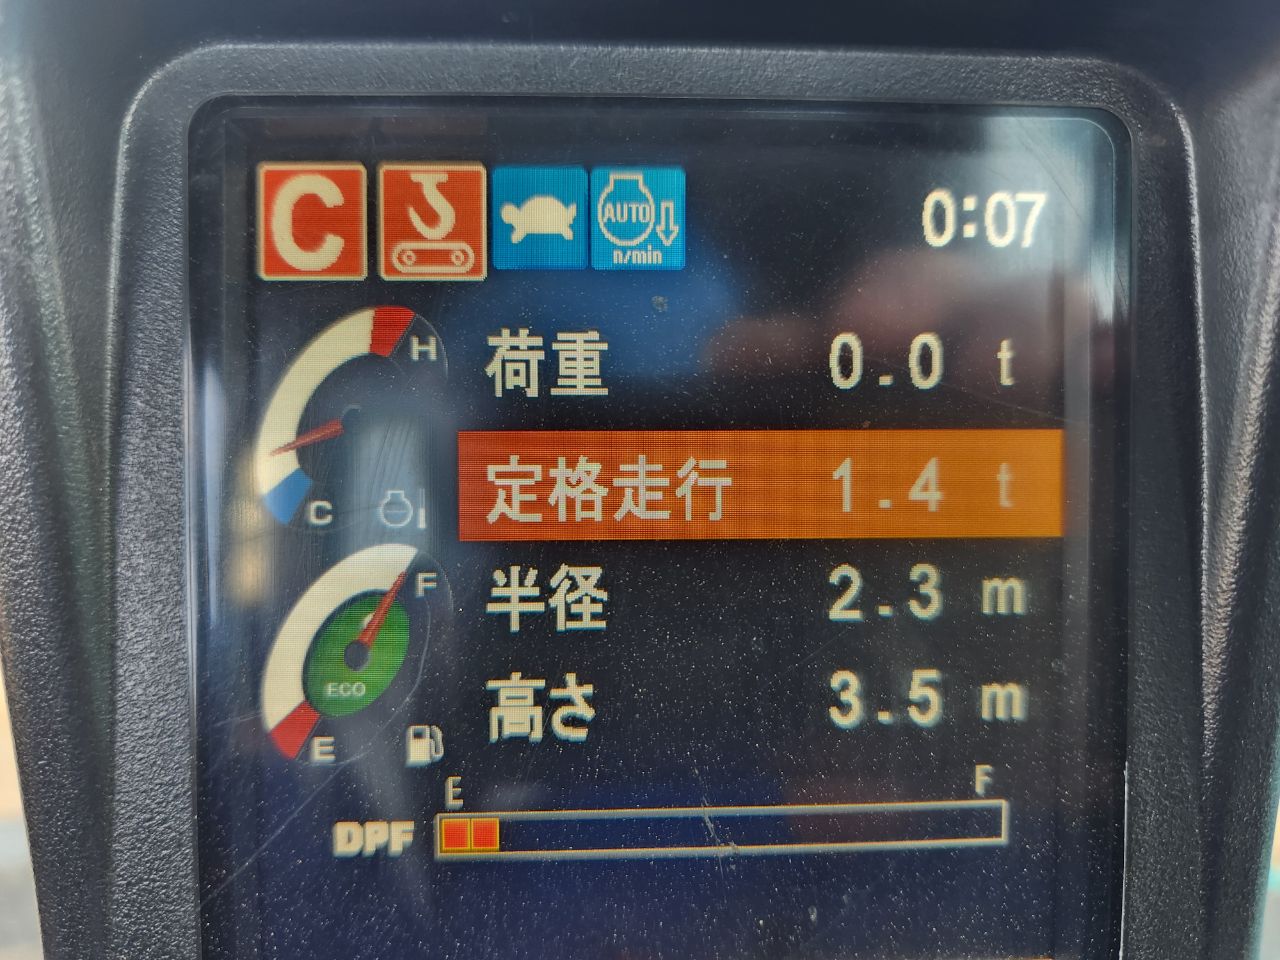 C
AUTO
n/min
0:07
H
荷重 0.0 t
定格走行 1.4 t
C
半径 2.3 m
F
高さ 3.5 m
ECO
E
E F
DPF